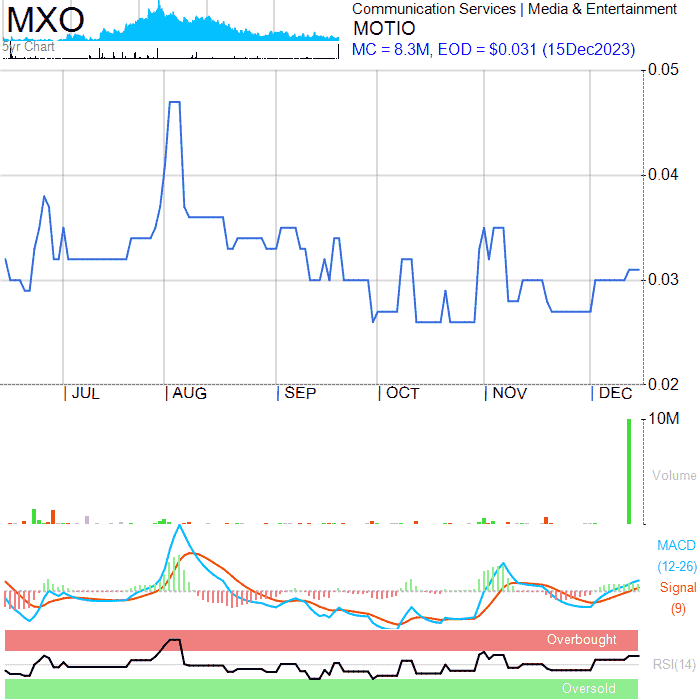 MXO
5yr Chart
Communication Services | Media & Entertainment
MOTIO
MC = 8.3M, EOD = $0.031 (15Dec2023)
0.05
0.04
0.03
0.02
| JUL | AUG | SEP | OCT | NOV | DEC
10M
Volume
MACD
(12-26)
Signal
(9)
Overbought
RSI(14)
Oversold